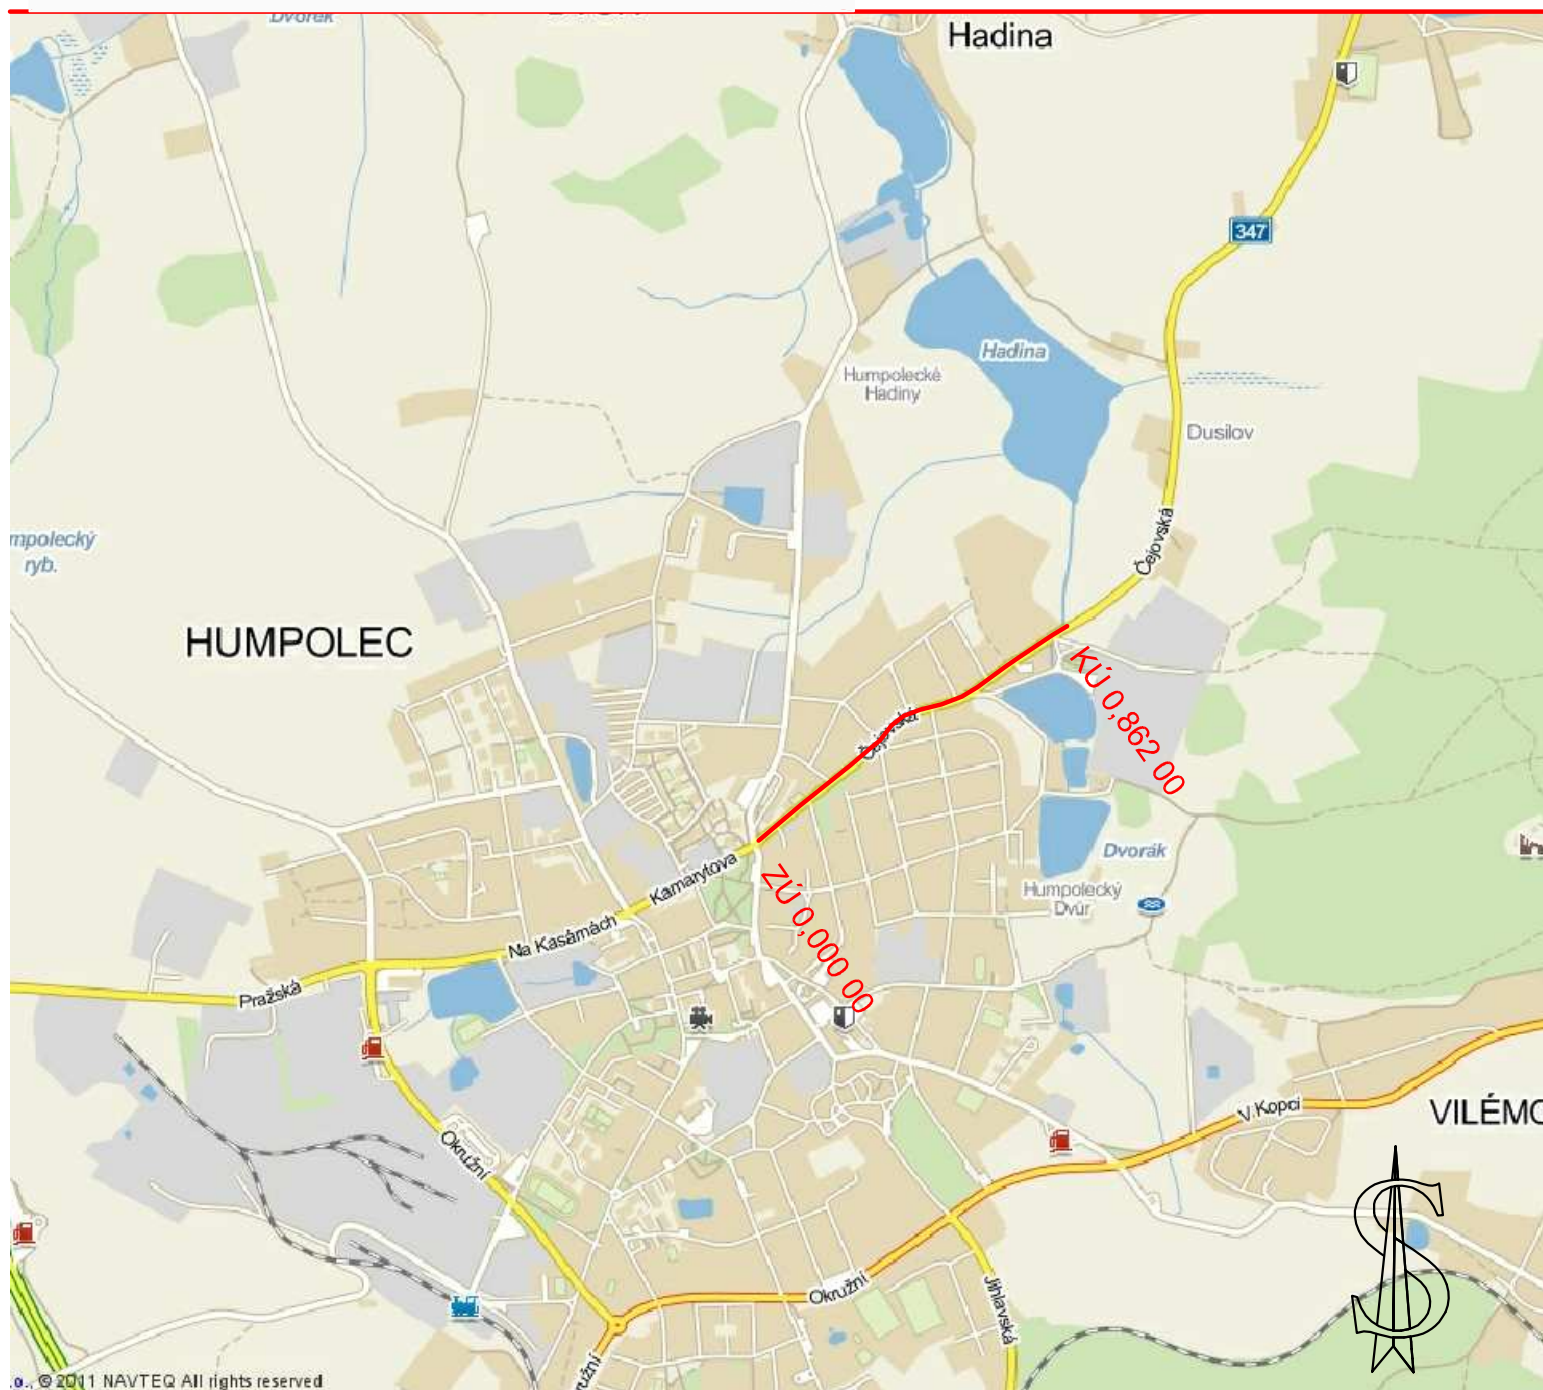 Dvorek
Hadina
347
Hadina
Humpolecké
Hadiny
Dusilov
Čejovská
mpolecký
ryb.
HUMPOLEC
KÚ 0,862 00
Čejovská
Dvorák
Kamarytova
ZÚ 0,000 00
Humpolecký
Dvůr
Na Kasárnách
Pražská
V Kopci
VILÉMO
Okružní
Okružní
Jihlavská
ružní
S
.o., © 2011 NAVTEQ All rights reserved